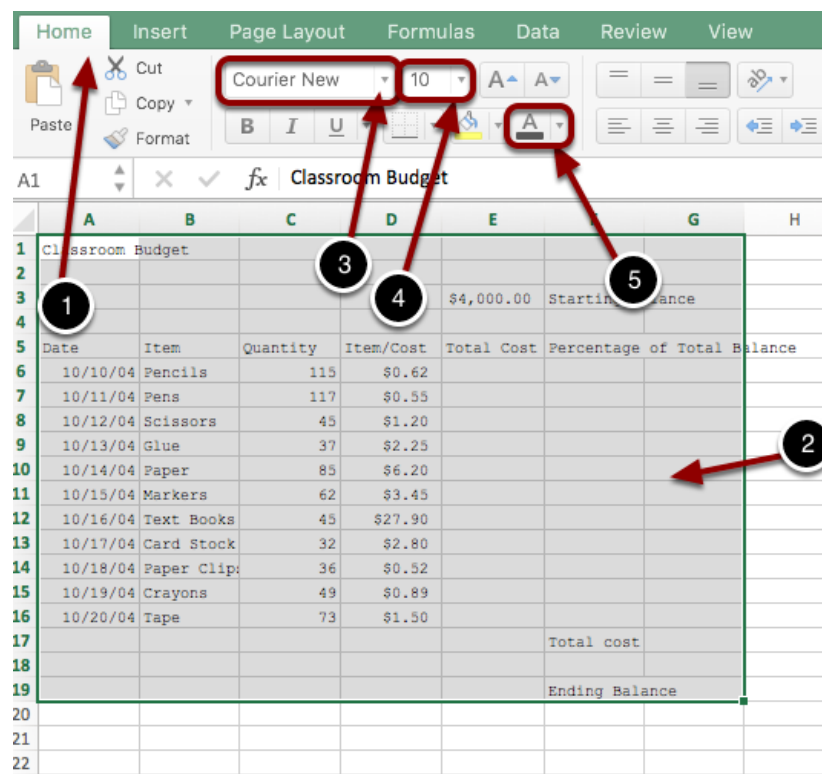 Home Insert Page Layout Formulas Data Review View
Cut
Courier New 10 A A
Copy
Paste
B I U A
Format
A1 fx Classroom Budget
A B C D E G H
1 Classroom Budget
2
3 $4,000.00
4
5 Date Item Quantity Item/Cost Total Cost Percentage of Total Balance
6 10/10/04 Pencils 115 $0.62
7 10/11/04 Pens 117 $0.55
8 10/12/04 Scissors 45 $1.20
9 10/13/04 Glue 37 $2.25
10 10/14/04 Paper 85 $6.20
11 10/15/04 Markers 62 $3.45
12 10/16/04 Text Books 45 $27.90
13 10/17/04 Card Stock 32 $2.80
14 10/18/04 Paper Clip 36 $0.52
15 10/19/04 Crayons 49 $0.89
16 10/20/04 Tape 73 $1.50
17 Total cost
18
19 Ending Balance
20
21
22
1
2
3
4
5